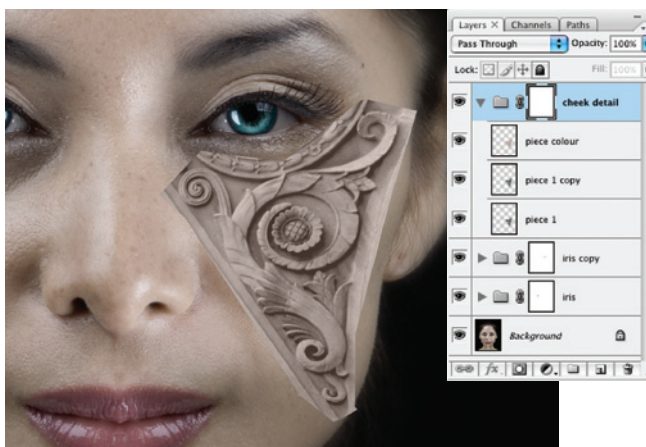 Layers X Channels Paths
Pass Through Opacity: 100%
Lock: Fill: 100%
cheek detail
piece colour
piece 1 copy
piece 1
iris copy
iris
Background
fx